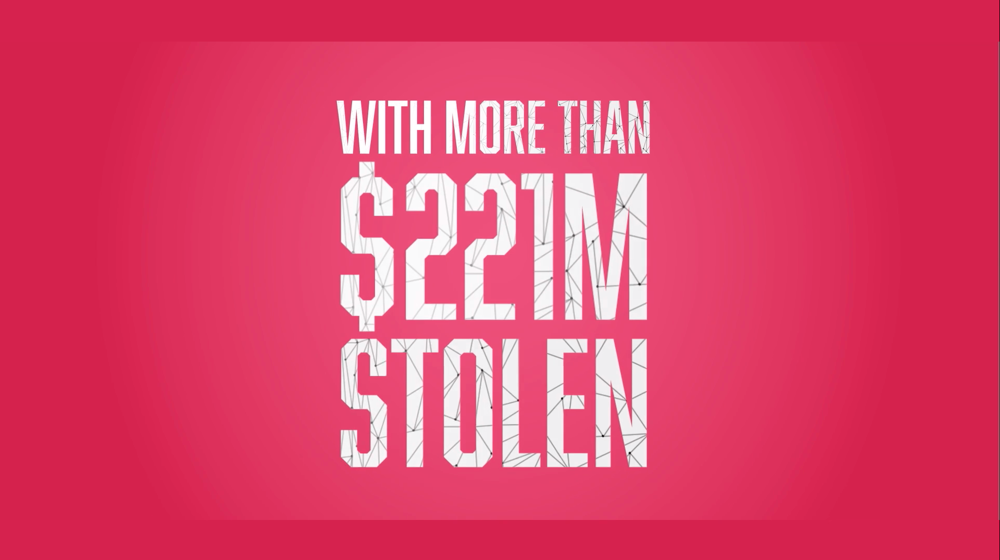 WITH MORE THAN
$221M
STOLEN